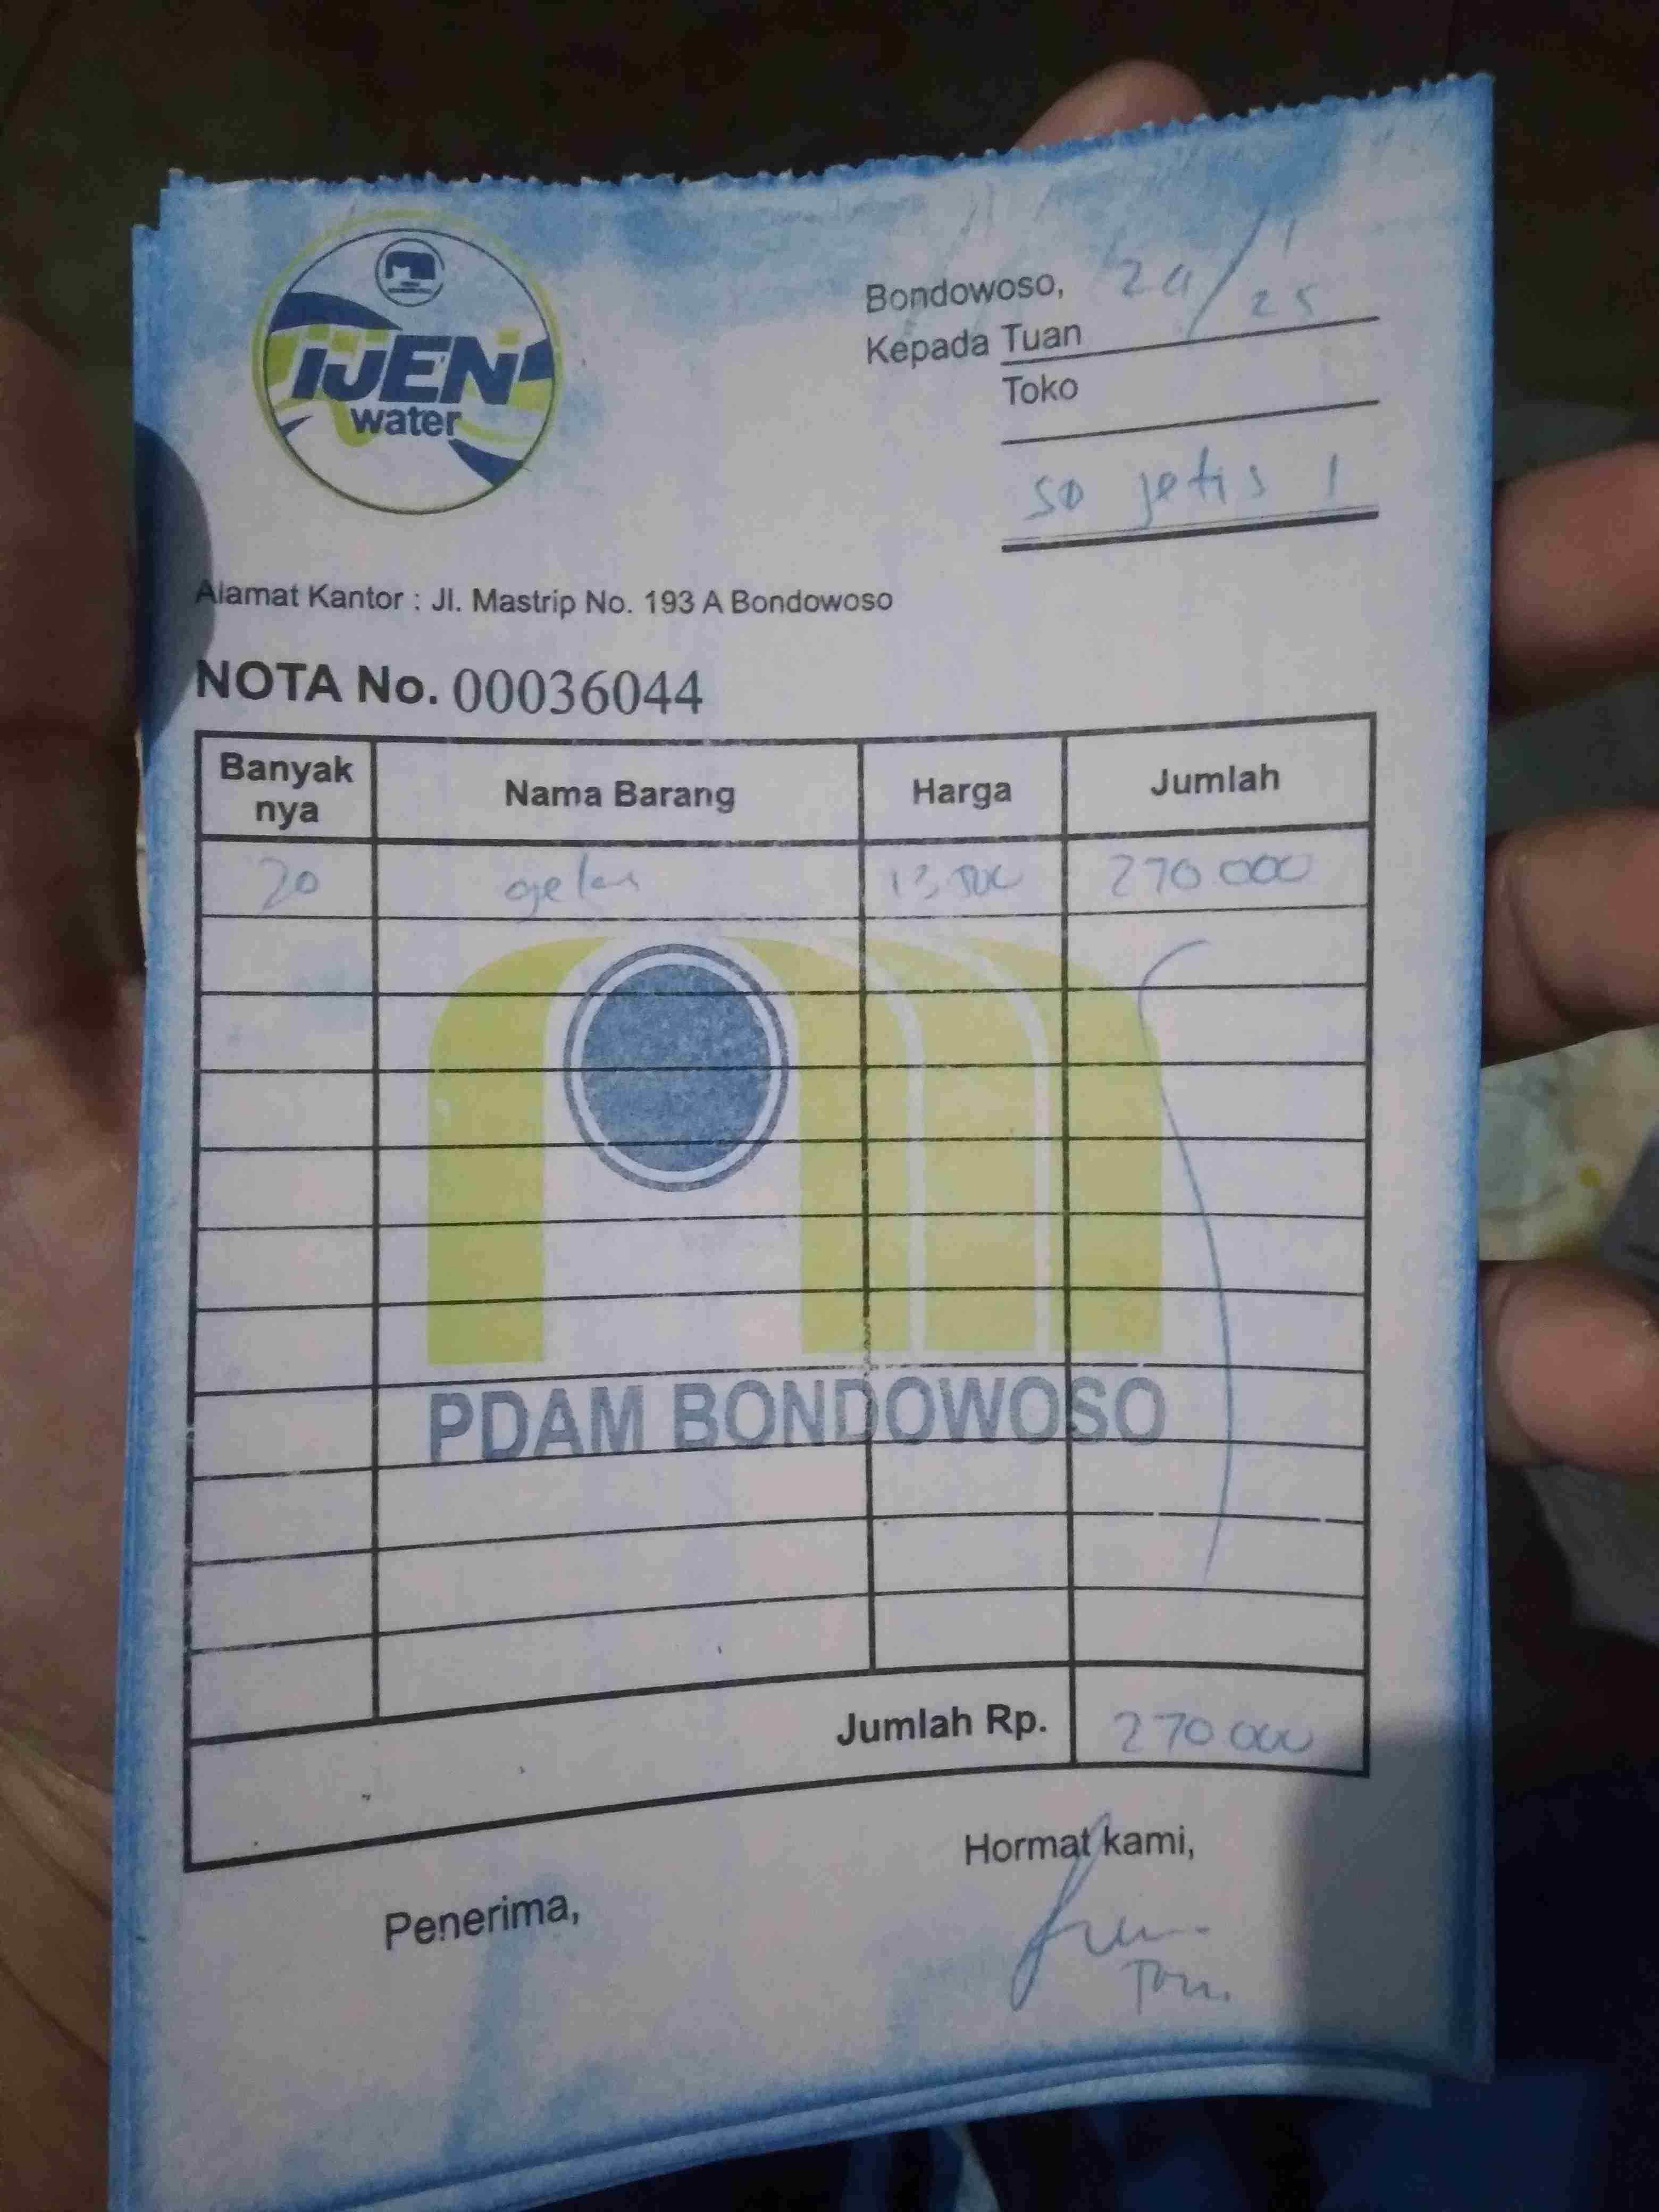 IJEN
water
Bondowoso, 24/ 25
Kepada Tuan
Toko
SD jetis 1
Alamat Kantor : Jl. Mastrip No. 193 A Bondowoso
NOTA No. 00036044
Banyak nya Nama Barang Harga Jumlah
20 gelas 13.500 270 000
PDAM BONDOWOSO
Jumlah Rp. 270 000
Hormat kami,
Penerima,